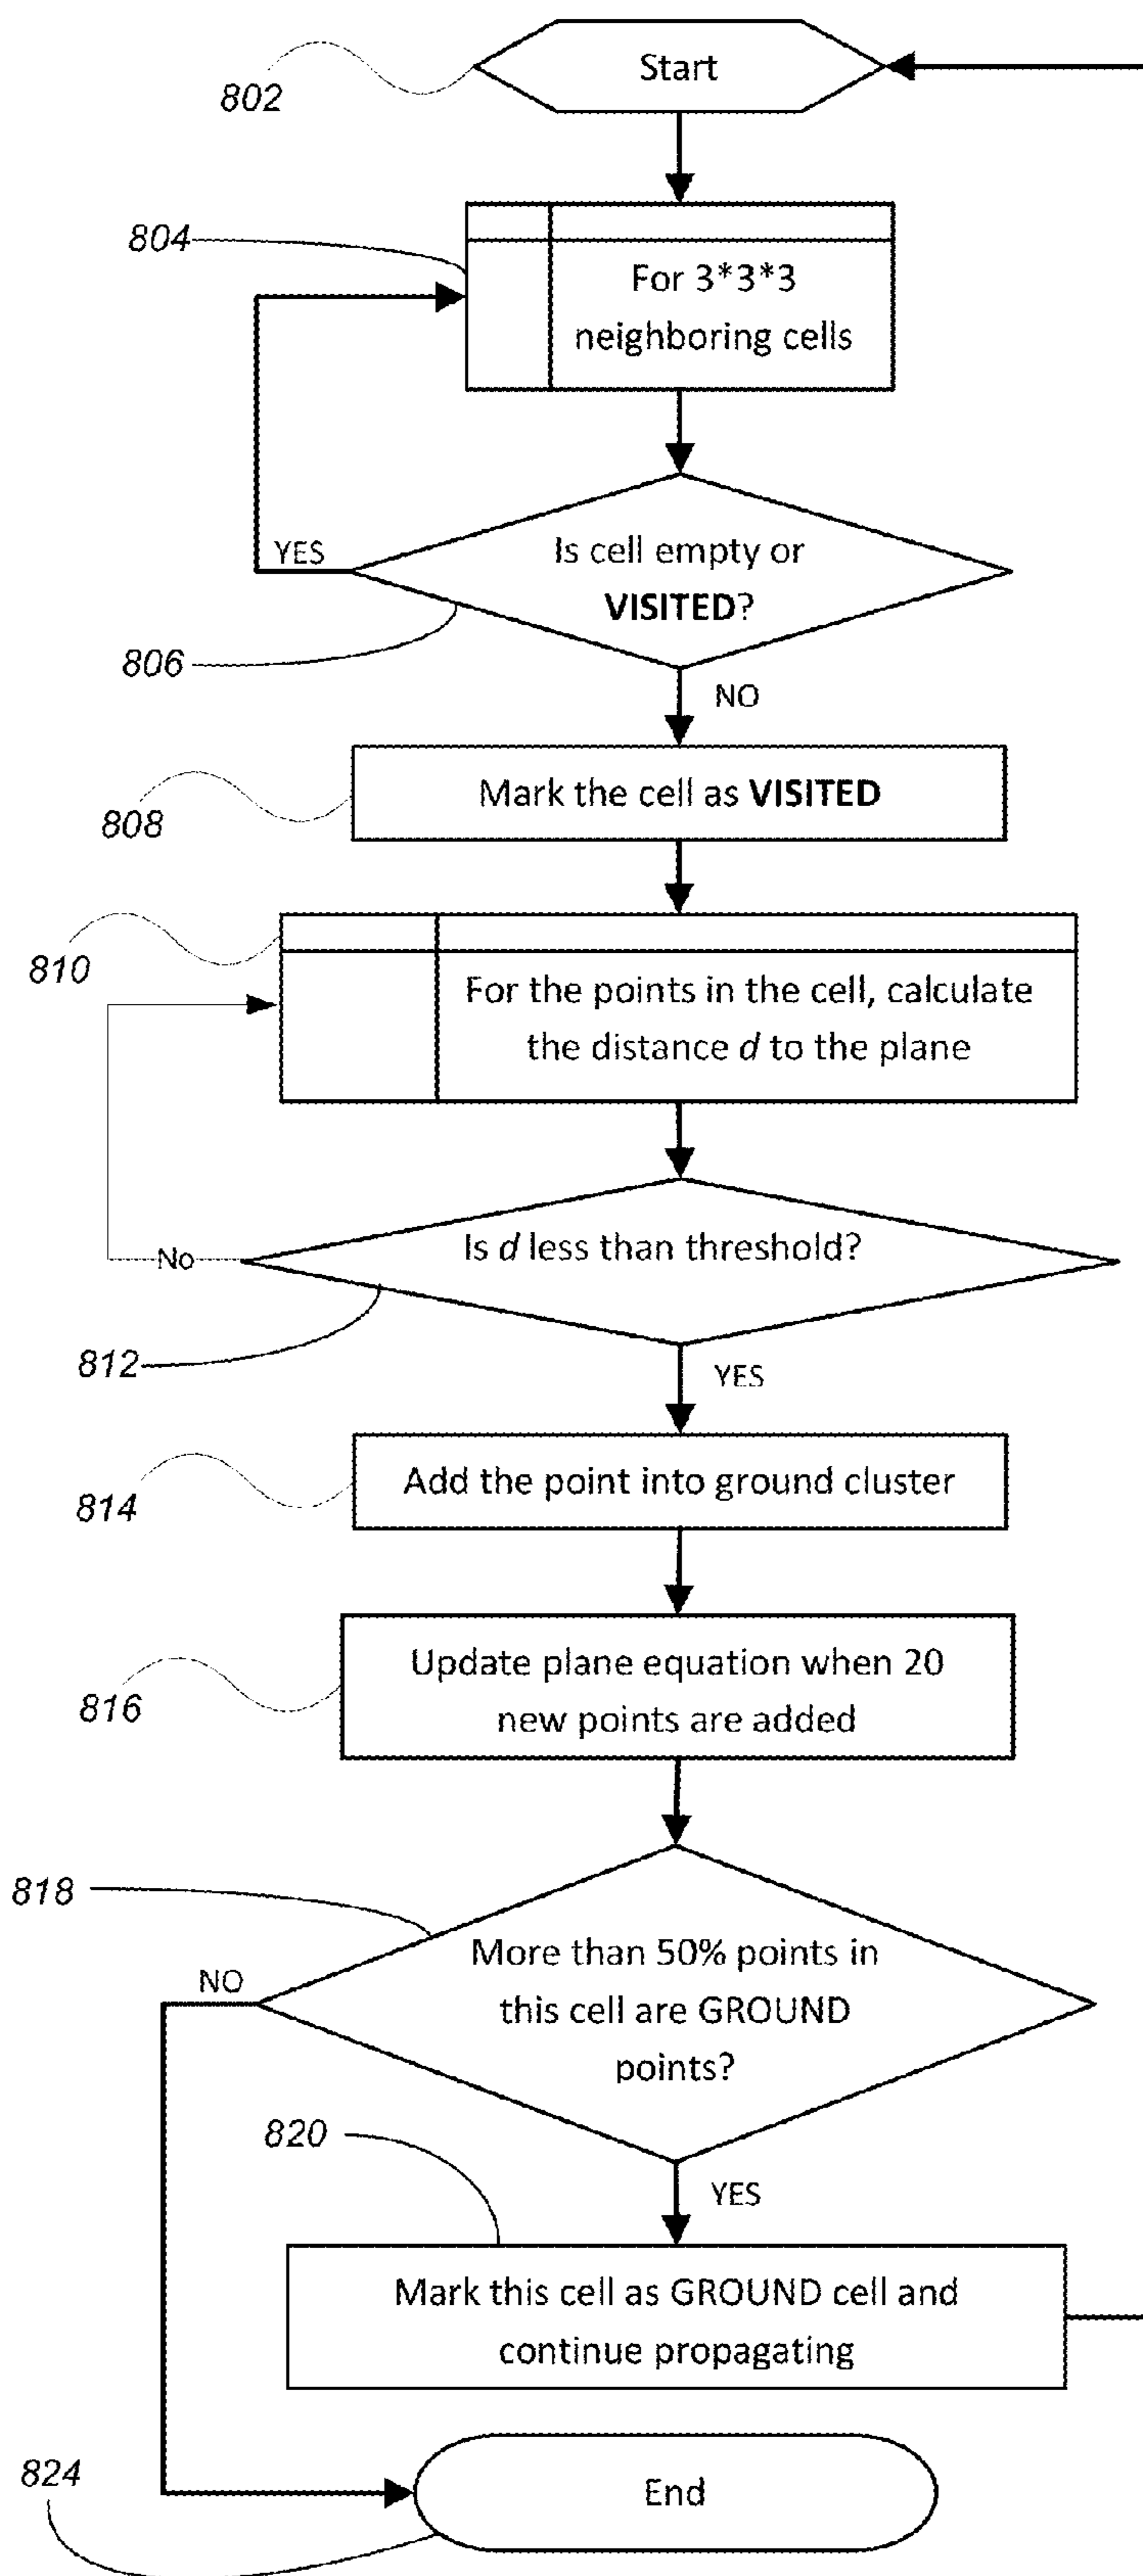 Start
802
804
For 3*3*3
neighboring cells
YES
Is cell empty or
VISITED?
806
NO
Mark the cell as VISITED
808
810
For the points in the cell, calculate
the distance d to the plane
Is d less than threshold?
No
812
YES
Add the point into ground cluster
814
Update plane equation when 20
new points are added
816
818
More than 50% points in
this cell are GROUND
points?
NO
820
YES
Mark this cell as GROUND cell and
continue propagating
824
End